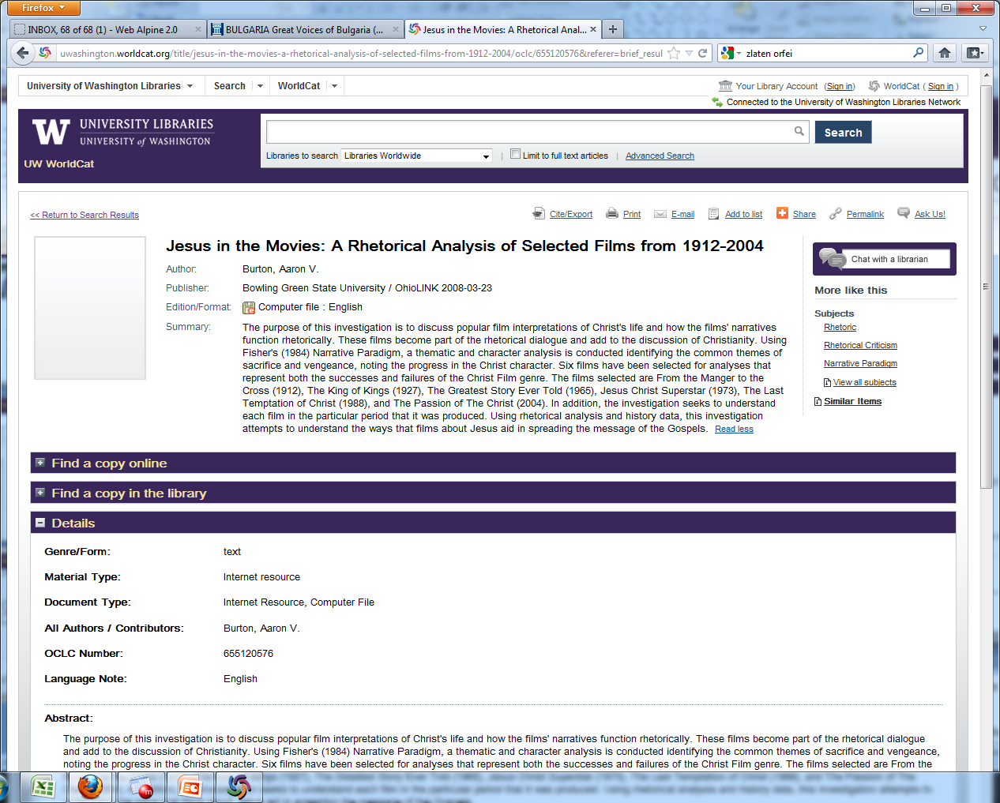 Firefox
INBOX, 68 of 68 (1) - Web Alpine 2.0
BULGARIA Great Voices of Bulgaria (...
Jesus in the Movies: A Rhetorical Anal...
uwashington.worldcat.org/title/jesus-in-the-movies-a-rhetorical-analysis-of-selected-films-from-1912-2004/oclc/655120576&referer=brief_resul
zlaten orfei
University of Washington Libraries
Search
WorldCat
Your Library Account (Sign in)
WorldCat ( Sign in )
Connected to the University of Washington Libraries Network
W UNIVERSITY LIBRARIES
UNIVERSITY of WASHINGTON
UW WorldCat
Search
Libraries to search Libraries Worldwide | Limit to full text articles | Advanced Search
<< Return to Search Results
Cite/Export Print E-mail Add to list Share Permalink Ask Us!
Jesus in the Movies: A Rhetorical Analysis of Selected Films from 1912-2004
Author: Burton, Aaron V.
Publisher: Bowling Green State University / OhioLINK 2008-03-23
Edition/Format: Computer file : English
Summary: The purpose of this investigation is to discuss popular film interpretations of Christ's life and how the films' narratives
function rhetorically. These films become part of the rhetorical dialogue and add to the discussion of Christianity. Using
Fisher's (1984) Narrative Paradigm, a thematic and character analysis is conducted identifying the common themes of
sacrifice and vengeance, noting the progress in the Christ character. Six films have been selected for analyses that
represent both the successes and failures of the Christ Film genre. The films selected are From the Manger to the
Cross (1912), The King of Kings (1927), The Greatest Story Ever Told (1965), Jesus Christ Superstar (1973), The Last
Temptation of Christ (1988), and The Passion of The Christ (2004). In addition, the investigation seeks to understand
each film in the particular period that it was produced. Using rhetorical analysis and history data, this investigation
attempts to understand the ways that films about Jesus aid in spreading the message of the Gospels. Read less
Chat with a librarian
More like this
Subjects
Rhetoric
Rhetorical Criticism
Narrative Paradigm
View all subjects
Similar Items
Find a copy online
Find a copy in the library
Details
Genre/Form: text
Material Type: Internet resource
Document Type: Internet Resource, Computer File
All Authors / Contributors: Burton, Aaron V.
OCLC Number: 655120576
Language Note: English
Abstract:
The purpose of this investigation is to discuss popular film interpretations of Christ's life and how the films' narratives function rhetorically. These films become part of the rhetorical dialogue
and add to the discussion of Christianity. Using Fisher's (1984) Narrative Paradigm, a thematic and character analysis is conducted identifying the common themes of sacrifice and vengeance,
noting the progress in the Christ character. Six films have been selected for analyses that represent both the successes and failures of the Christ Film genre. The films selected are From the